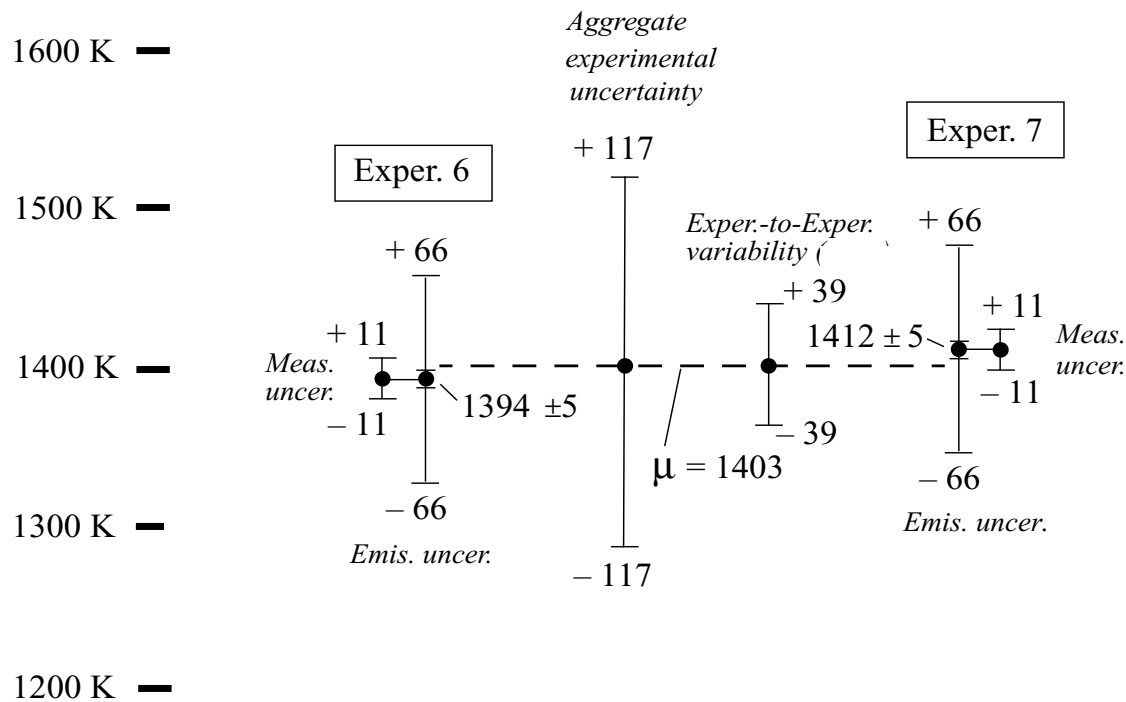 Aggregate
experimental
uncertainty
1600 K
+ 117
Exper. 6
Exper. 7
1500 K
+ 66
Exper.-to-Exper.
variability (
+ 66
+ 39
+ 11
+ 11
Meas.
uncer.
1400 K
1412 ± 5
Meas.
uncer.
– 11
1394 ±5
– 39
– 11
μ = 1403
– 66
– 66
1300 K
Emis. uncer.
Emis. uncer.
– 117
1200 K